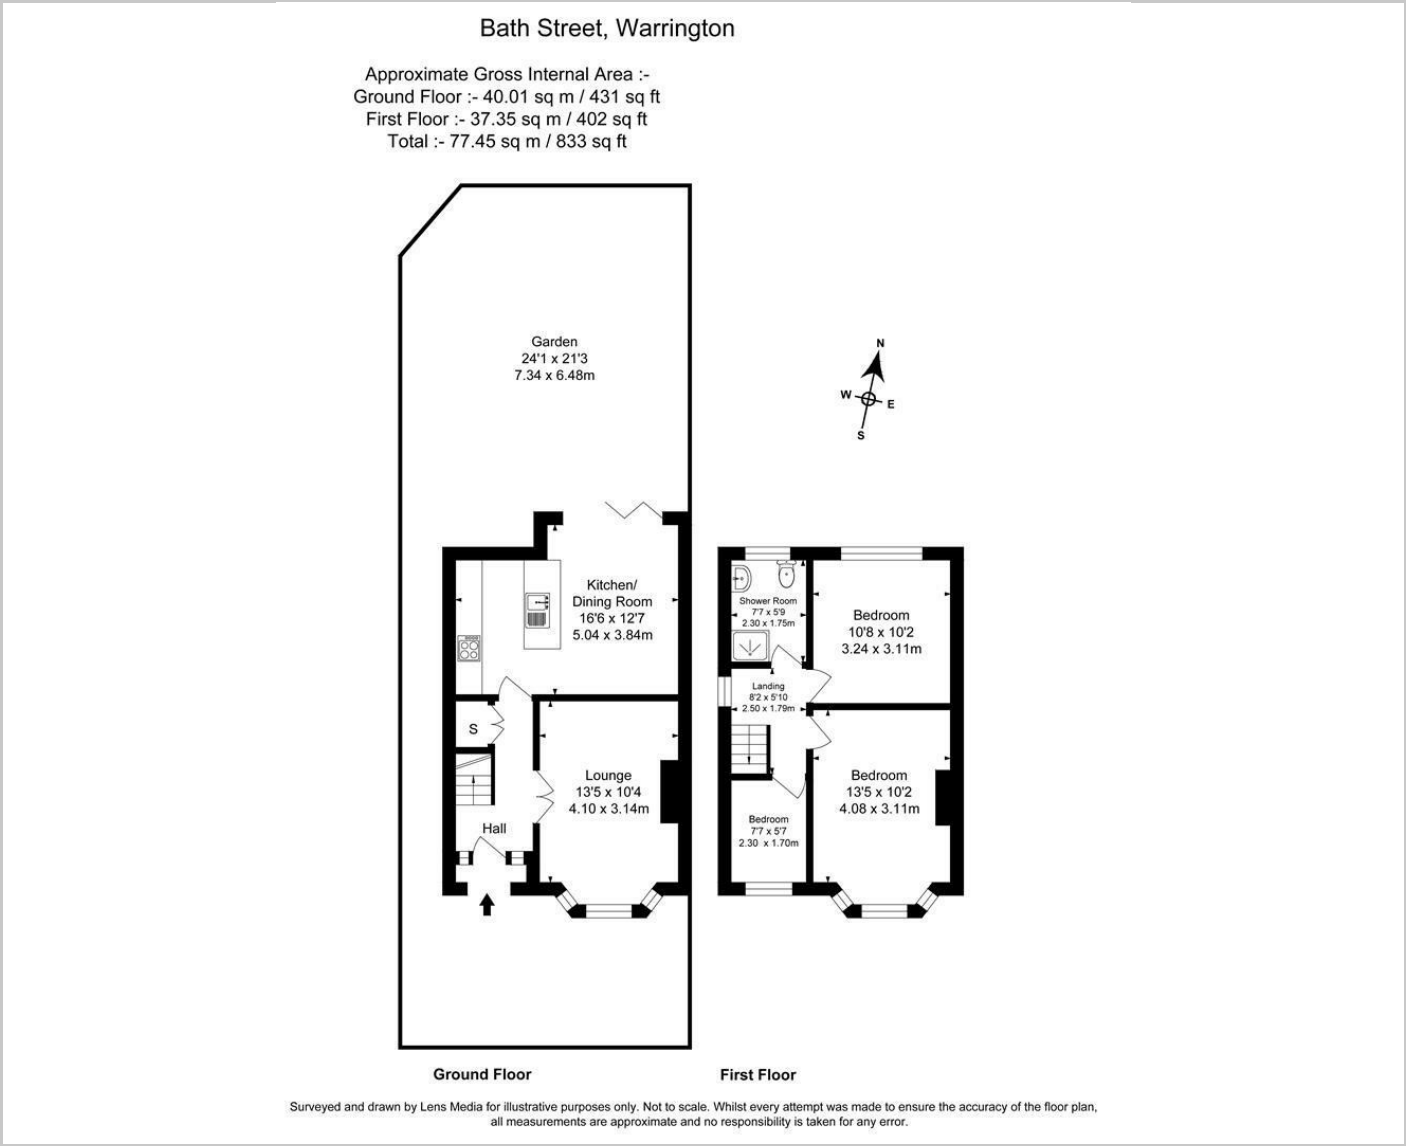 Bath Street, Warrington
Approximate Gross Internal Area :-
Ground Floor :- 40.01 sq m / 431 sq ft
First Floor :- 37.35 sq m / 402 sq ft
Total :- 77.45 sq m / 833 sq ft
Garden
24'1 x 21'3
7.34 x 6.48m
N
W
E
S
Kitchen/
Dining Room
16'6 x 12'7
5.04 x 3.84m
S
Lounge
13'5 x 10'4
4.10 x 3.14m
Hall
Shower Room
7'7 x 5'9
2.30 x 1.75m
Bedroom
10'8 x 10'2
3.24 x 3.11m
Landing
8'2 x 5'10
2.50 x 1.79m
Bedroom
13'5 x 10'2
4.08 x 3.11m
Bedroom
7'7 x 5'7
2.30 x 1.70m
Ground Floor
First Floor
Surveyed and drawn by Lens Media for illustrative purposes only. Not to scale. Whilst every attempt was made to ensure the accuracy of the floor plan,
all measurements are approximate and no responsibility is taken for any error.